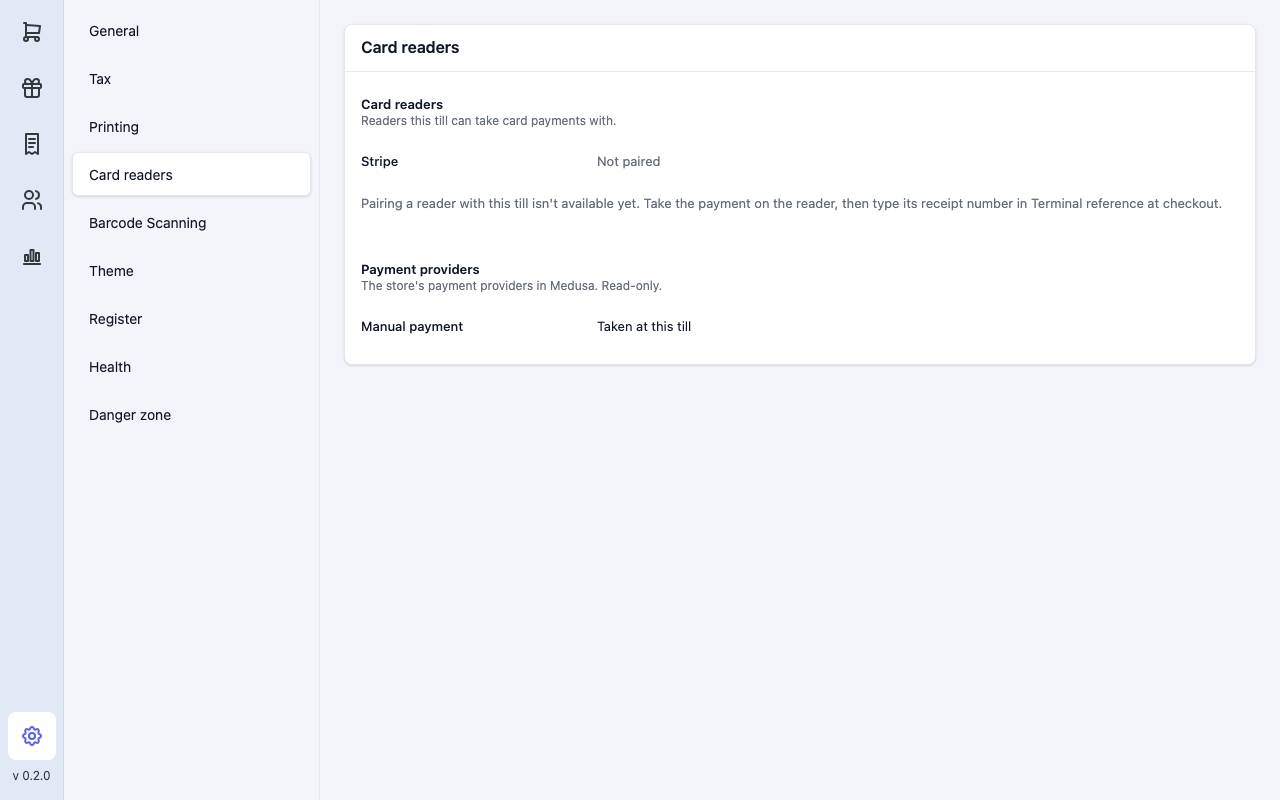 General
Tax
Printing
Card readers
Barcode Scanning
Theme
Register
Health
Danger zone
v 0.2.0
Card readers
Card readers
Readers this till can take card payments with.
Stripe Not paired
Pairing a reader with this till isn't available yet. Take the payment on the reader, then type its receipt number in Terminal reference at checkout.
Payment providers
The store's payment providers in Medusa. Read-only.
Manual payment Taken at this till